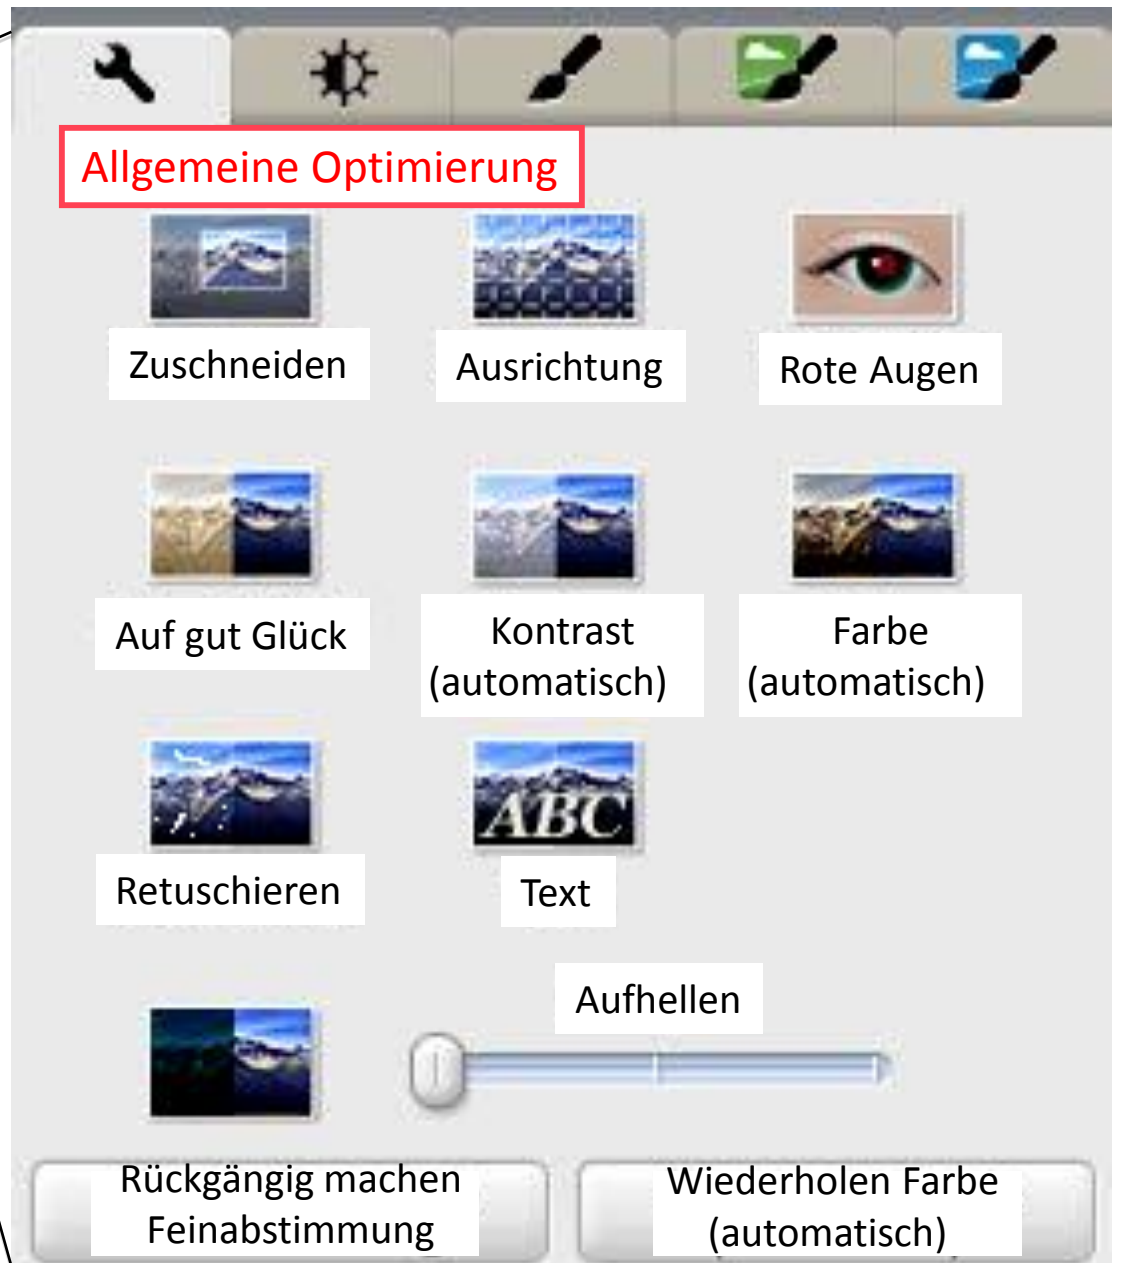 Allgemeine Optimierung
Zuschneiden
Ausrichtung
Rote Augen
Auf gut Glück
Kontrast
(automatisch)
Farbe
(automatisch)
Retuschieren
ABC
Text
Aufhellen
Rückgängig machen
Feinabstimmung
Wiederholen Farbe
(automatisch)